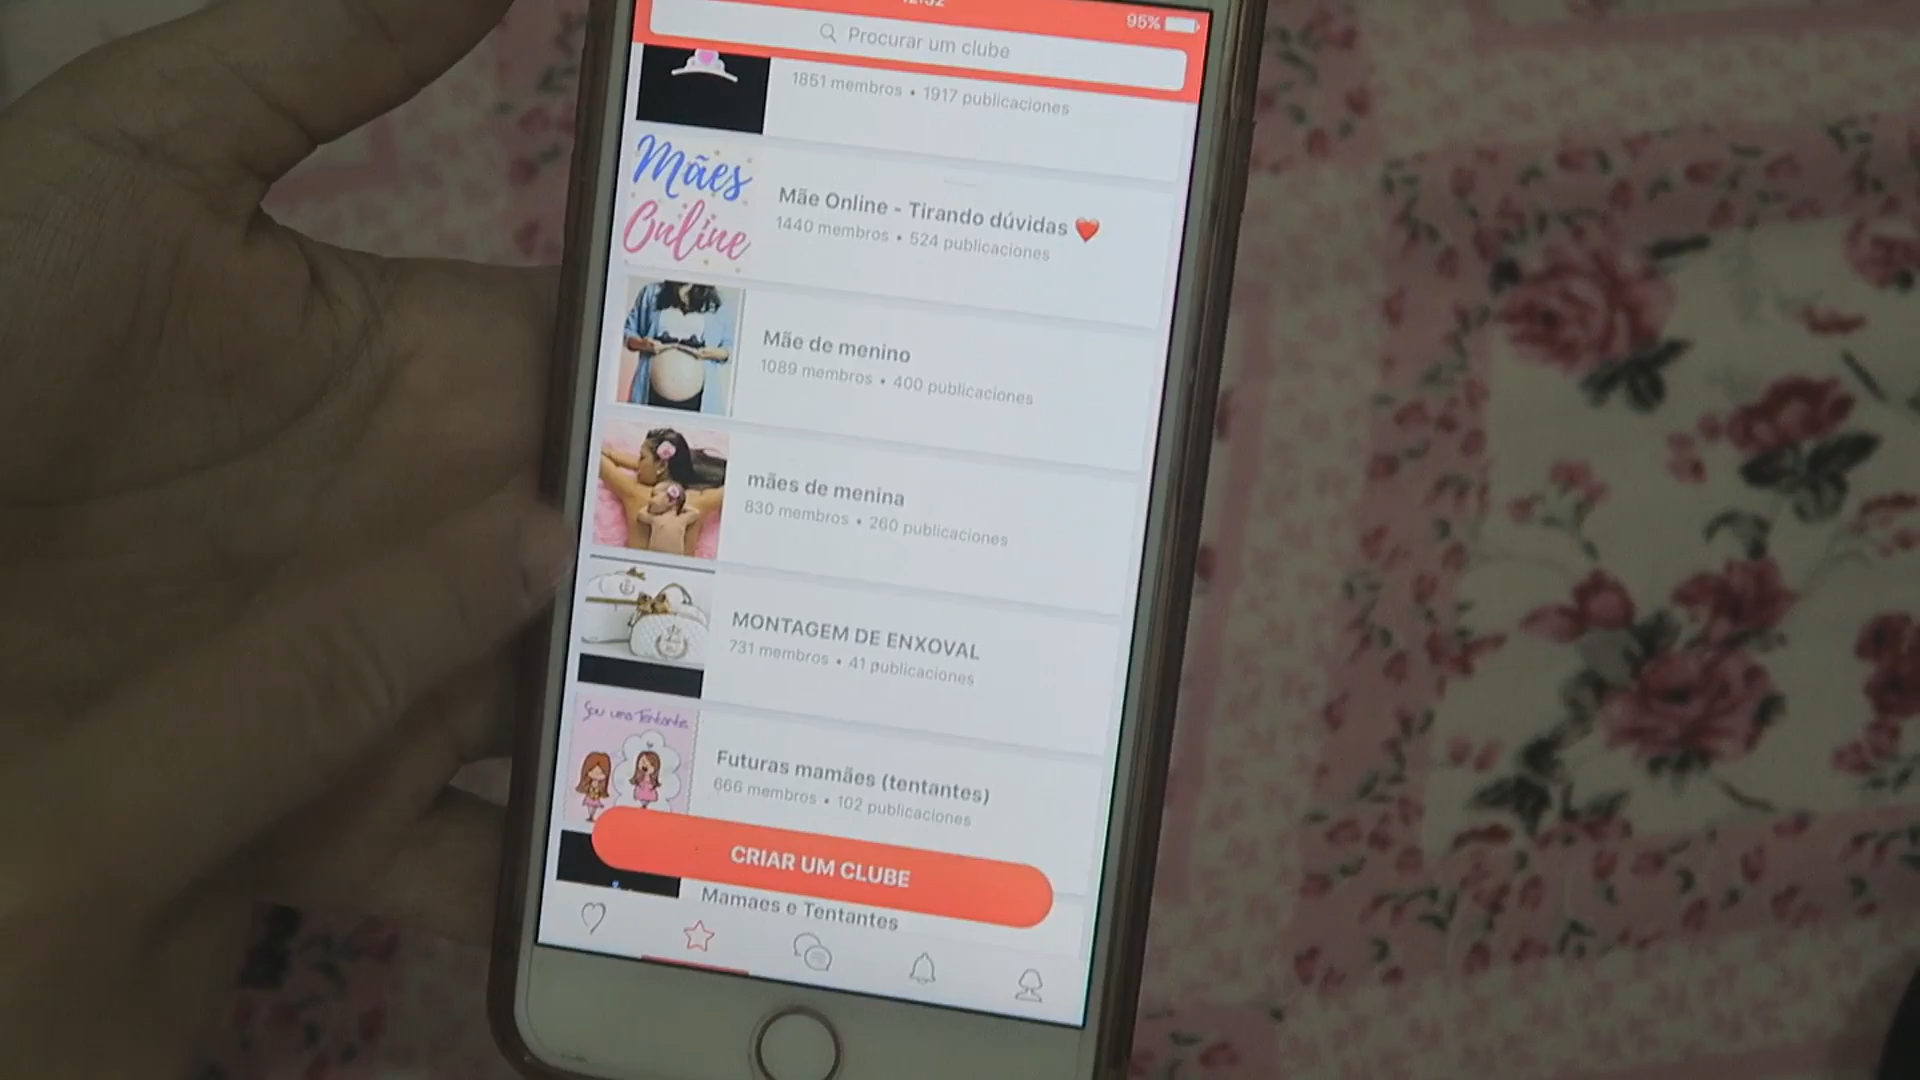 95%
Procurar um clube
1851 membros • 1917 publicaciones
Mães
Online
Mãe Online - Tirando dúvidas ❤️
1440 membros • 524 publicaciones
Mãe de menino
1089 membros • 400 publicaciones
mães de menina
830 membros • 260 publicaciones
MONTAGEM DE ENXOVAL
731 membros • 41 publicaciones
Sou uma Tentante
Futuras mamães (tentantes)
666 membros • 102 publicaciones
CRIAR UM CLUBE
Mamaes e Tentantes